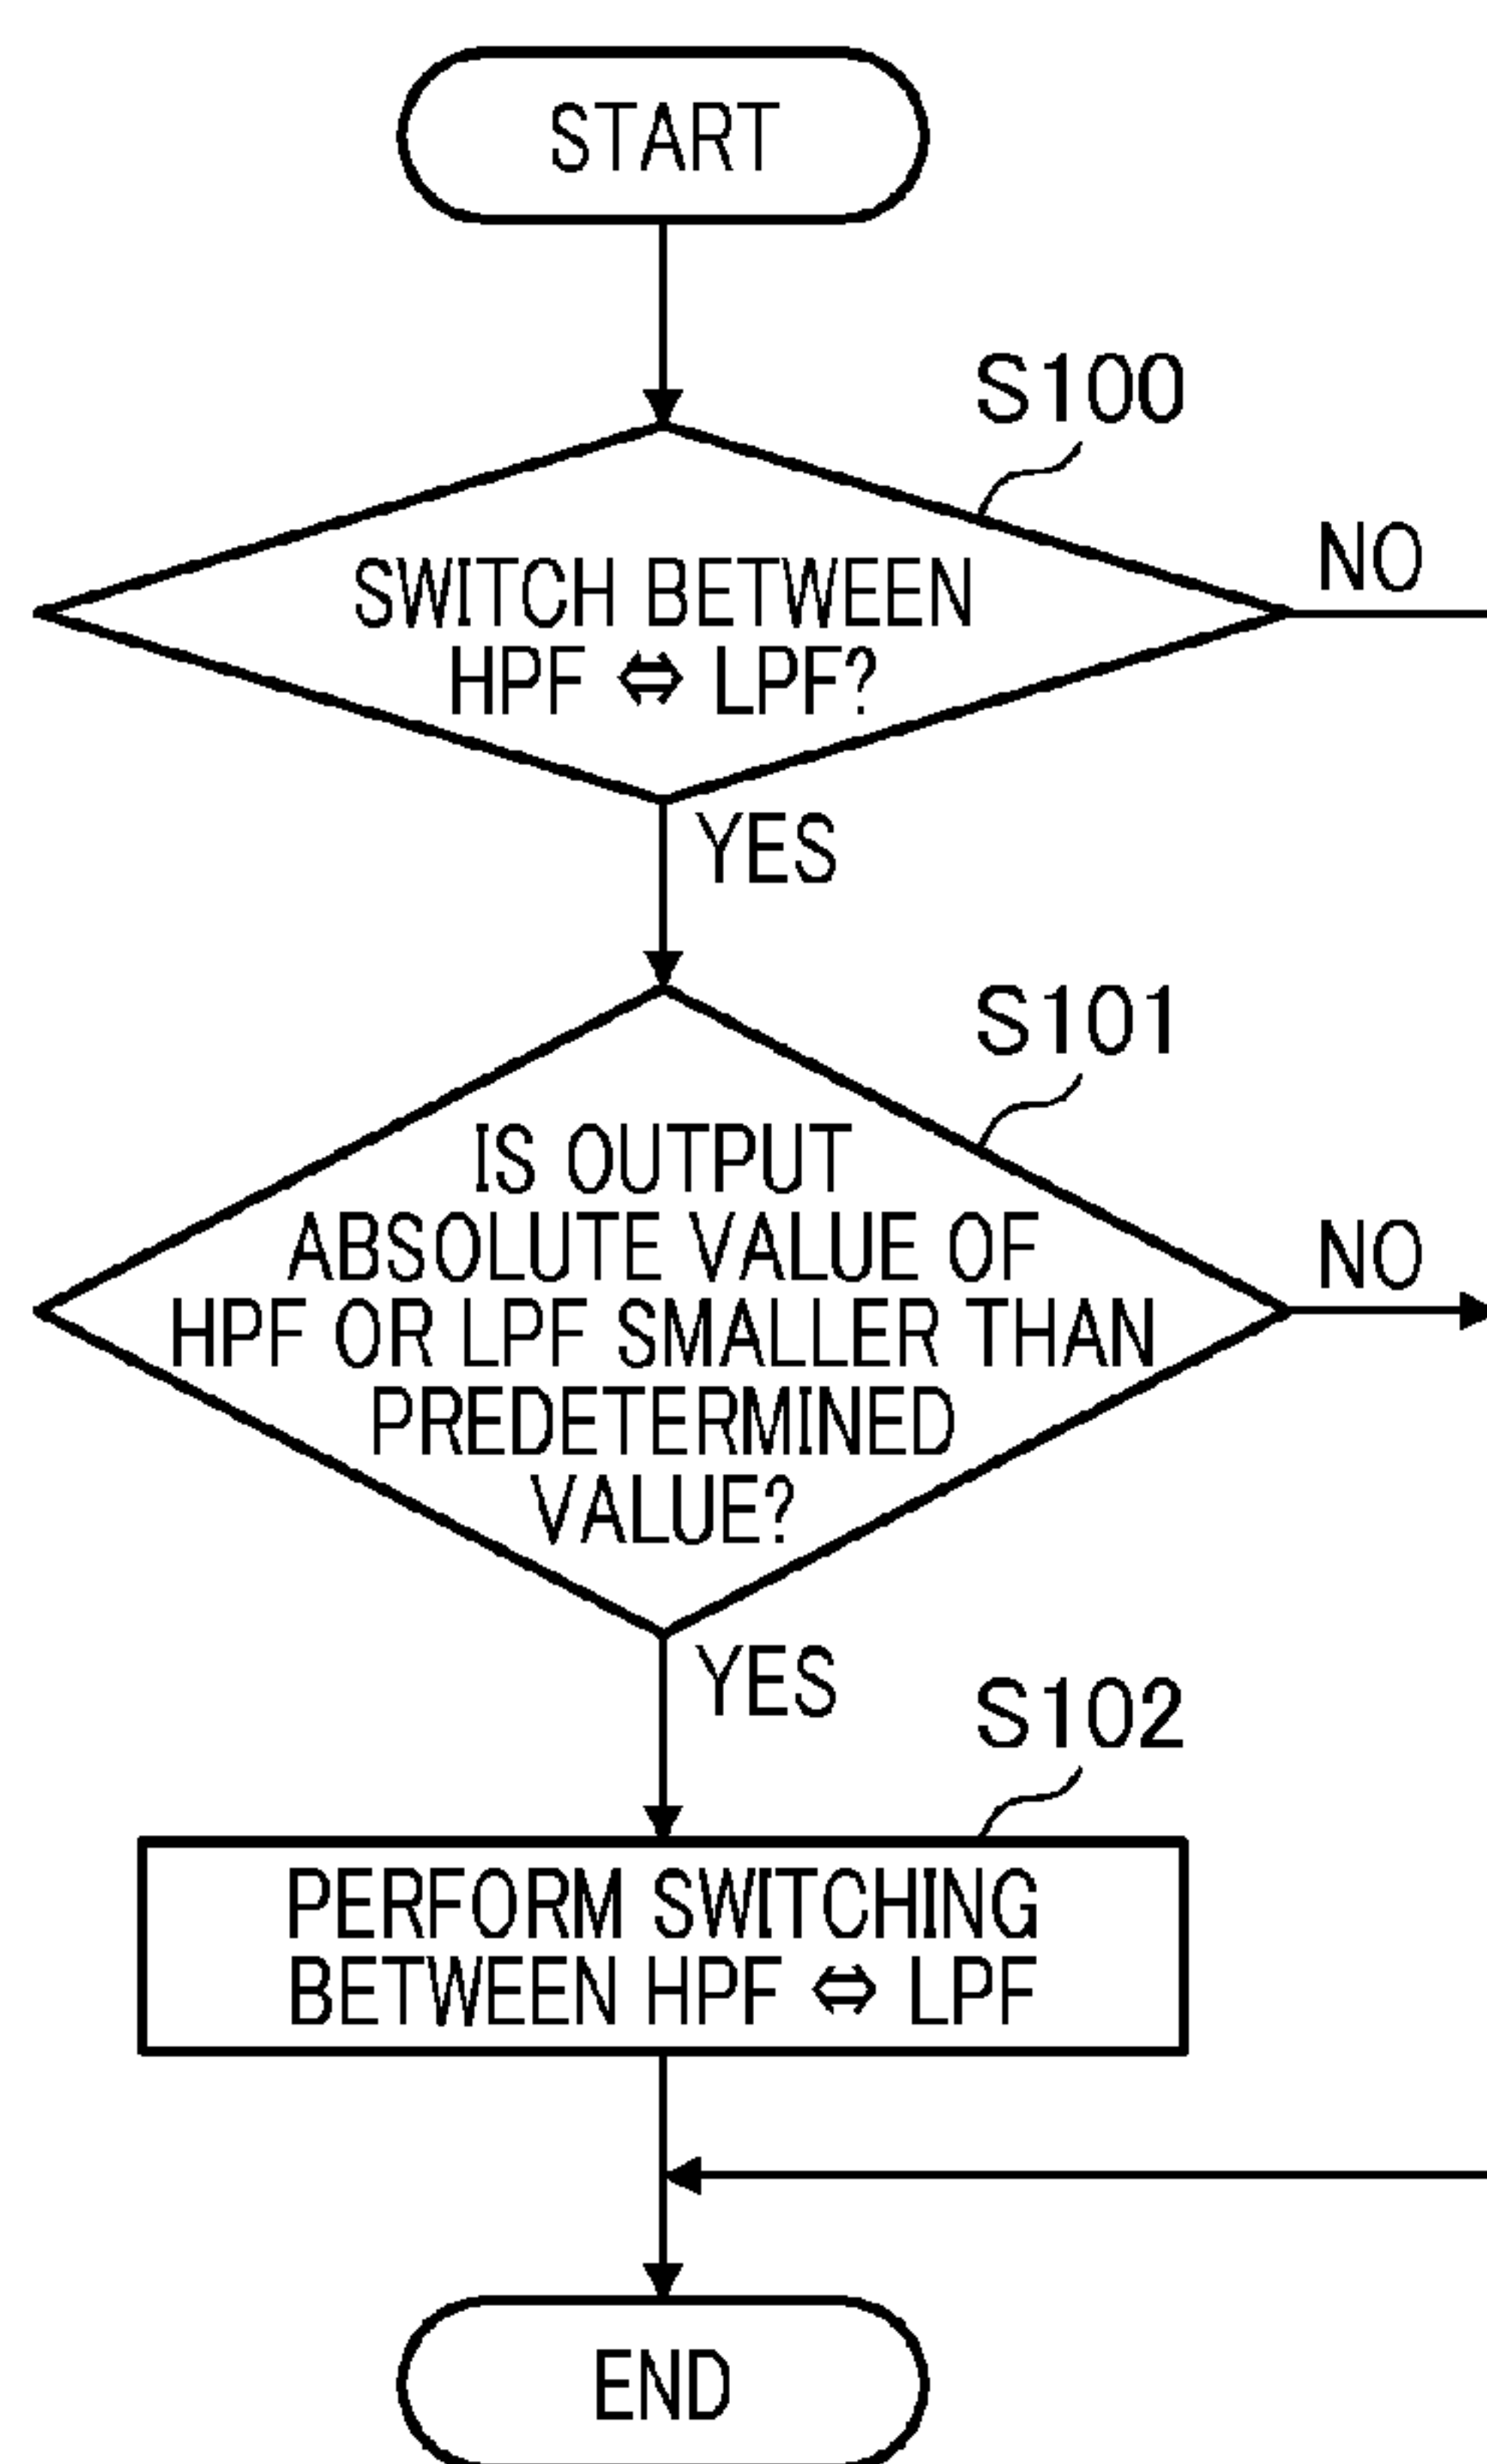 START
S100
SWITCH BETWEEN
HPF ⇔ LPF?
NO
YES
S101
IS OUTPUT
ABSOLUTE VALUE OF
HPF OR LPF SMALLER THAN
PREDETERMINED
VALUE?
NO
YES
S102
PERFORM SWITCHING
BETWEEN HPF ⇔ LPF
END